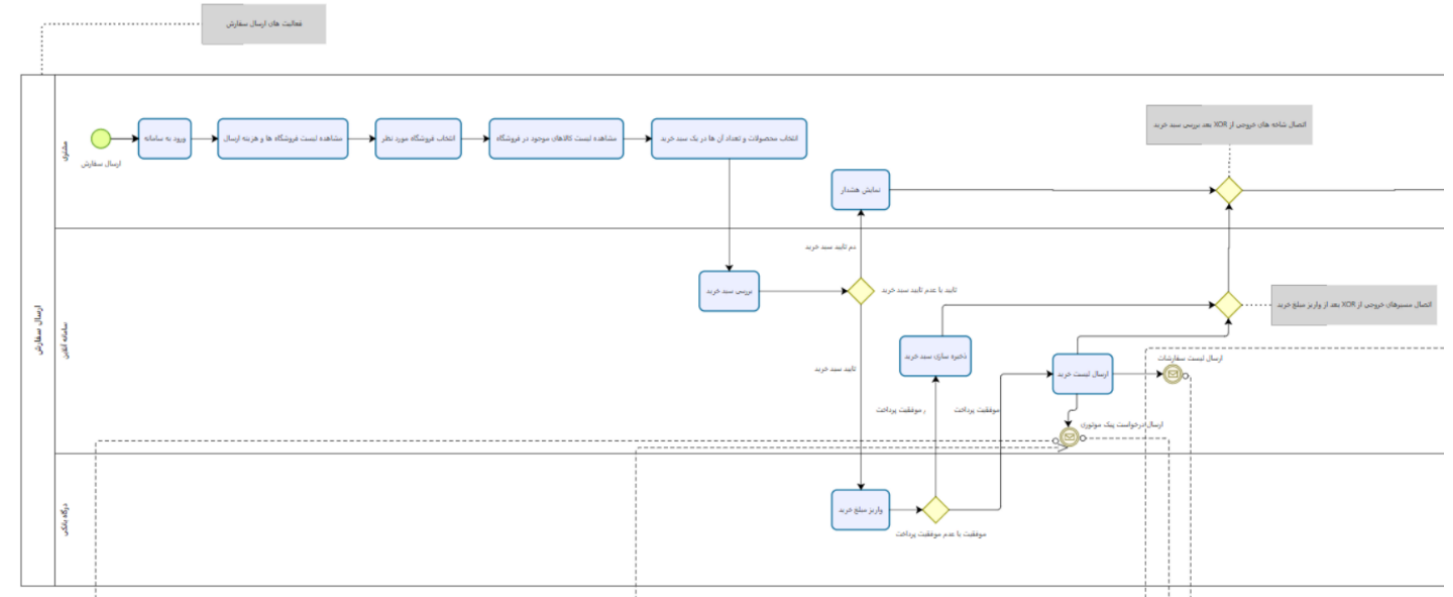 فعالیت های ارسال سفارش
ارسال سفارش
مشتری
ارسال سفارش
ورود به سامانه
مشاهده لیست فروشگاه ها و هزینه ارسال
انتخاب فروشگاه مورد نظر
مشاهده لیست کالاهای موجود در فروشگاه
انتخاب محصولات و تعداد آن ها در یک سبد خرید
نمایش هشدار
اتصال شاخه های خروجی از XOR بعد بررسی سبد خرید
سامانه آنلاین
دم تایید سبد خرید
بررسی سبد خرید
تایید یا عدم تایید سبد خرید
اتصال مسیرهای خروجی از XOR بعد از واریز مبلغ خرید
تایید سبد خرید
ذخیره سازی سبد خرید
ارسال لیست خرید
ارسال لیست سفارشات
ر موفقیت پرداخت
موفقیت پرداخت
ارسال درخواست پیک موتوری
درگاه بانکی
واریز مبلغ خرید
موفقیت یا عدم موفقیت پرداخت